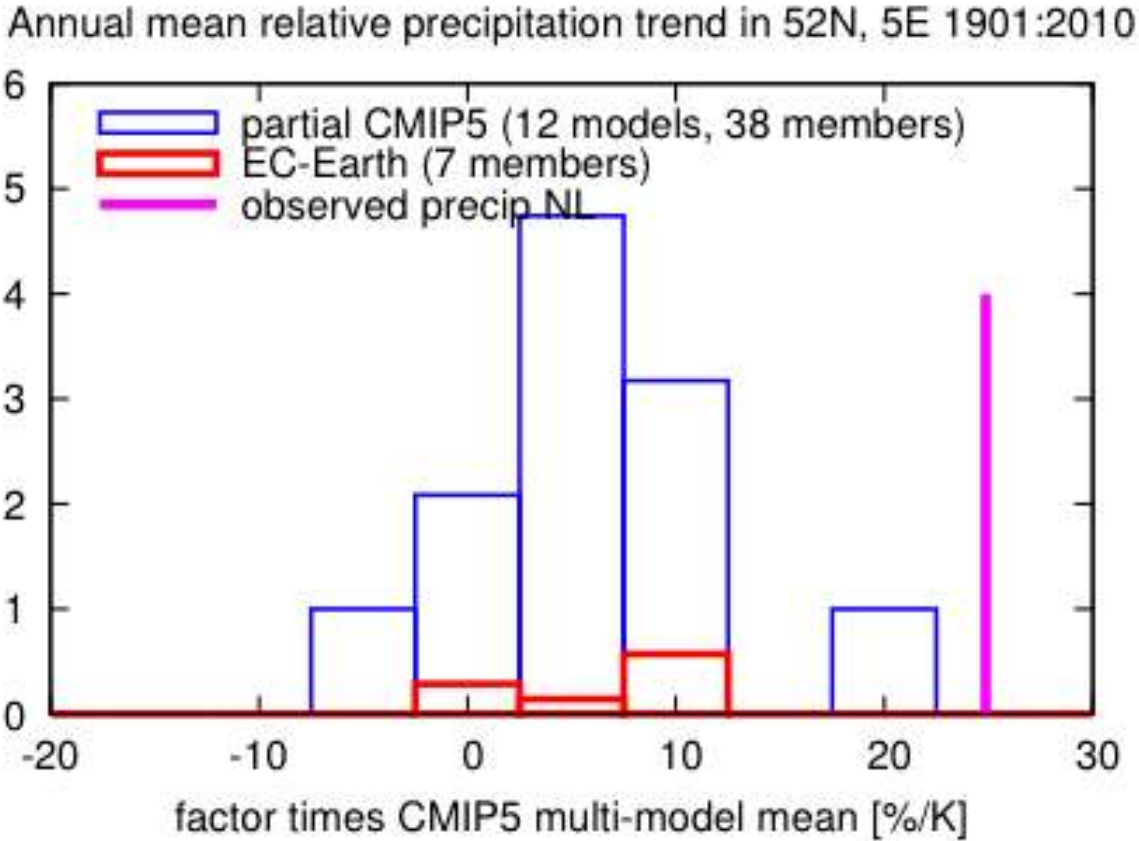 Annual mean relative precipitation trend in 52N, 5E 1901:2010
6
partial CMIP5 (12 models, 38 members)
EC-Earth (7 members)
5
observed precip NL
4
3
2
1
0
-20 -10 0 10 20 30
factor times CMIP5 multi-model mean [%/K]